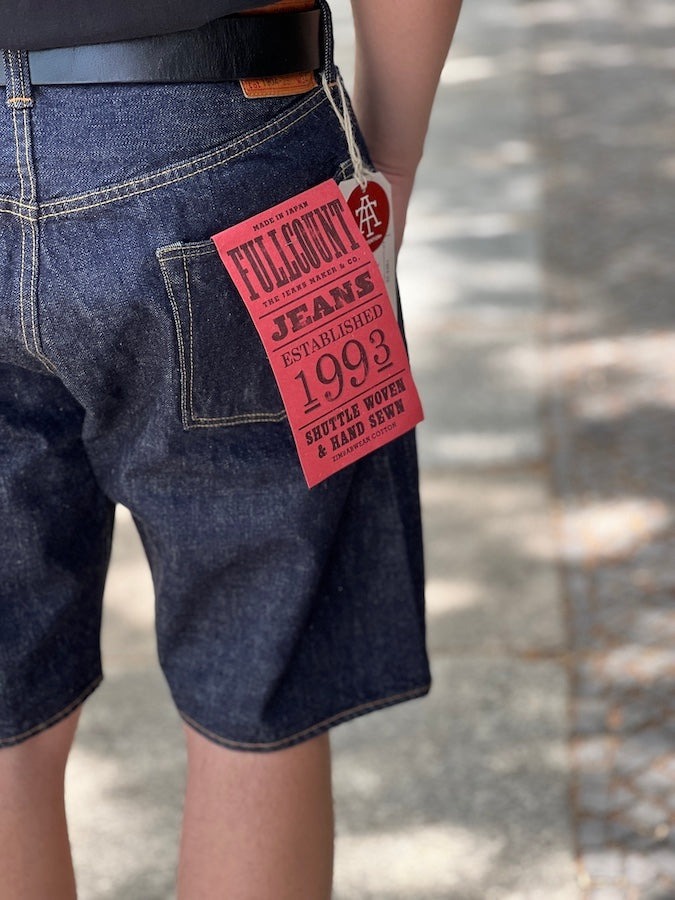 MADE IN JAPAN
FULLCOUNT
THE JEANS MAKER & CO.
JEANS
ESTABLISHED
1993
SHUTTLE WOVEN
& HAND SEWN
ZIMBABWEAN COTTON